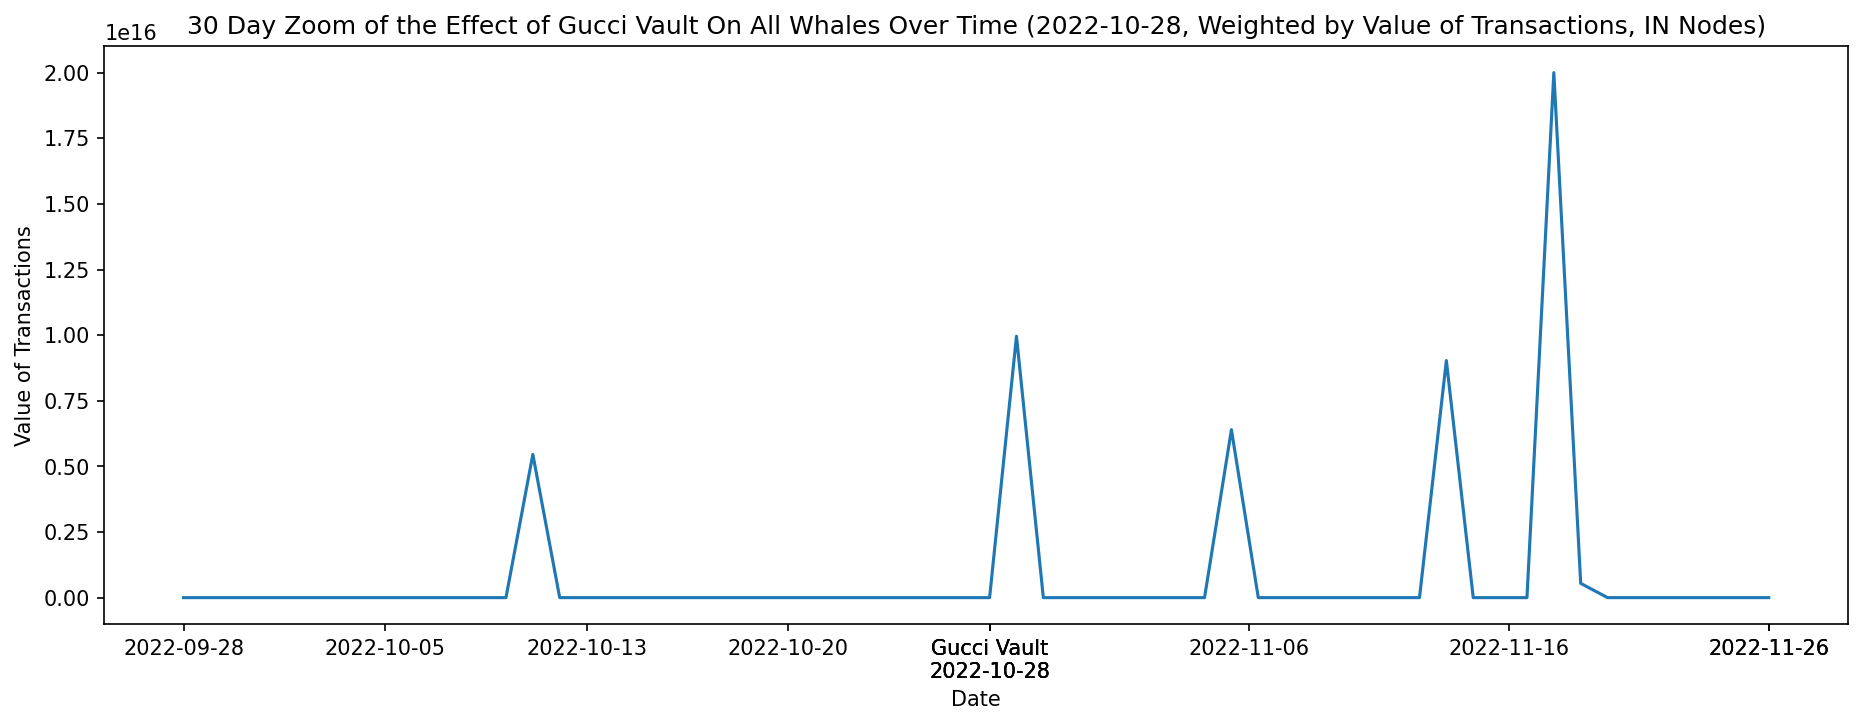 30 Day Zoom of the Effect of Gucci Vault On All Whales Over Time (2022-10-28, Weighted by Value of Transactions, IN Nodes)
1e16
2.00
1.75
1.50
1.25
1.00
0.75
0.50
0.25
0.00
Value of Transactions
2022-09-28 2022-10-05 2022-10-13 2022-10-20 Gucci Vault 2022-11-06 2022-11-16 2022-11-26
2022-10-28
Date